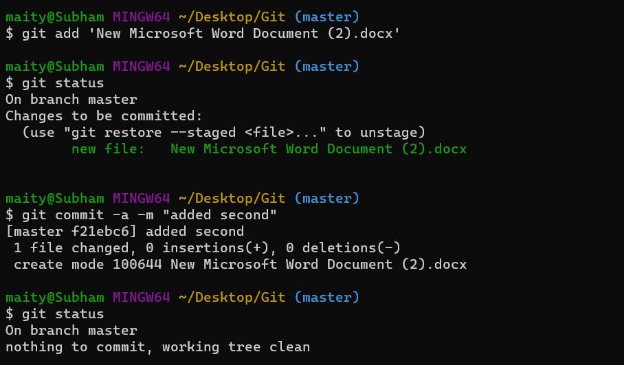 maity@Subham MINGW64 ~/Desktop/Git (master)
$ git add 'New Microsoft Word Document (2).docx'

maity@Subham MINGW64 ~/Desktop/Git (master)
$ git status
On branch master
Changes to be committed:
  (use "git restore --staged <file>..." to unstage)
        new file:   New Microsoft Word Document (2).docx


maity@Subham MINGW64 ~/Desktop/Git (master)
$ git commit -a -m "added second"
[master f21ebc6] added second
 1 file changed, 0 insertions(+), 0 deletions(-)
 create mode 100644 New Microsoft Word Document (2).docx

maity@Subham MINGW64 ~/Desktop/Git (master)
$ git status
On branch master
nothing to commit, working tree clean